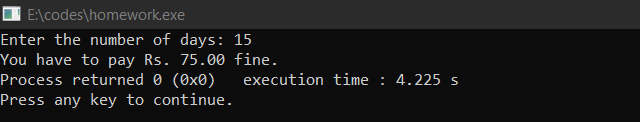 E:\codes\homework.exe
Enter the number of days: 15
You have to pay Rs. 75.00 fine.
Process returned 0 (0x0)   execution time : 4.225 s
Press any key to continue.